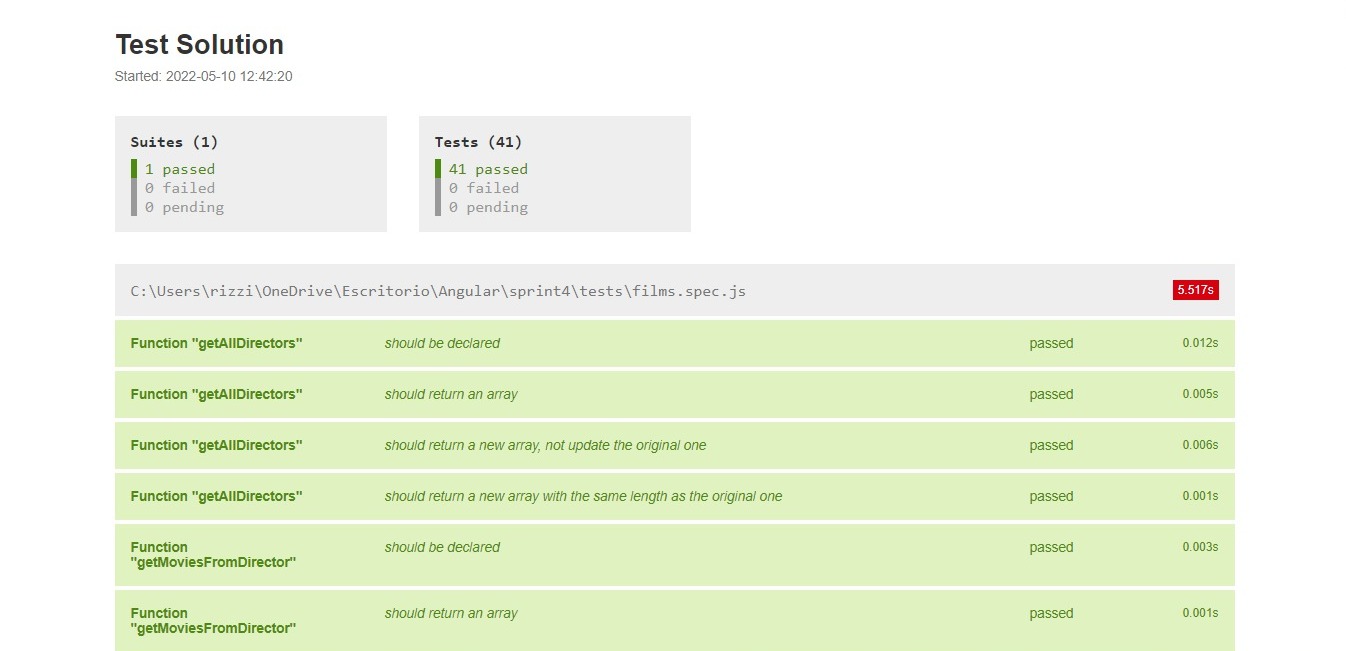 Test Solution
Started: 2022-05-10 12:42:20
Suites (1)
1 passed
0 failed
0 pending
Tests (41)
41 passed
0 failed
0 pending
C:\Users\rizzi\OneDrive\Escritorio\Angular\sprint4\tests\films.spec.js 5.517s
Function "getAllDirectors" should be declared passed 0.012s
Function "getAllDirectors" should return an array passed 0.005s
Function "getAllDirectors" should return a new array, not update the original one passed 0.006s
Function "getAllDirectors" should return a new array with the same length as the original one passed 0.001s
Function should be declared passed 0.003s
"getMoviesFromDirector"
Function should return an array passed 0.001s
"getMoviesFromDirector"